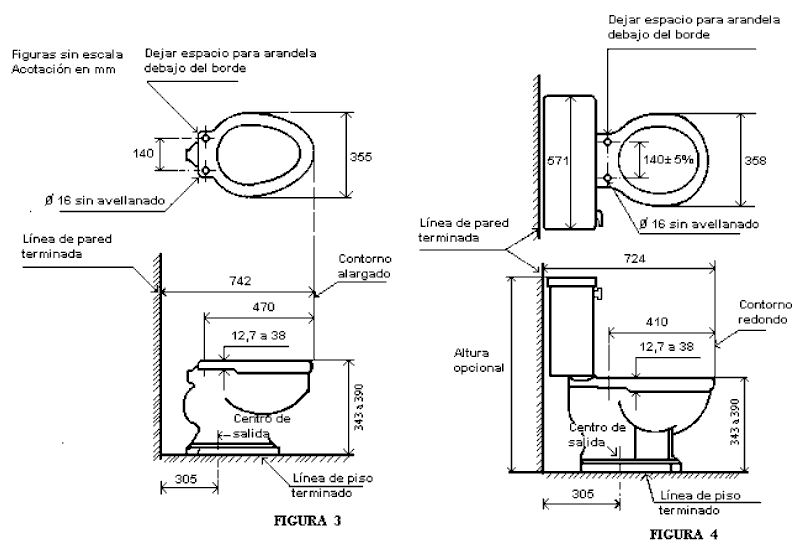 Figuras sin escala
Acotación en mm
Dejar espacio para arandela
debajo del borde
140
355
Ø 16 sin avellanado
Línea de pared
terminada
742
Contorno
alargado
470
12,7 a 38
343 a 390
Centro de
salida
305
Línea de piso
terminado
FIGURA 3
Dejar espacio para arandela
debajo del borde
571
140± 5%
358
Ø 16 sin avellanado
Línea de pared
terminada
724
Contorno
redondo
410
12,7 a 38
Altura
opcional
343 a 390
Centro de
salida
305
Línea de piso
terminado
FIGURA 4